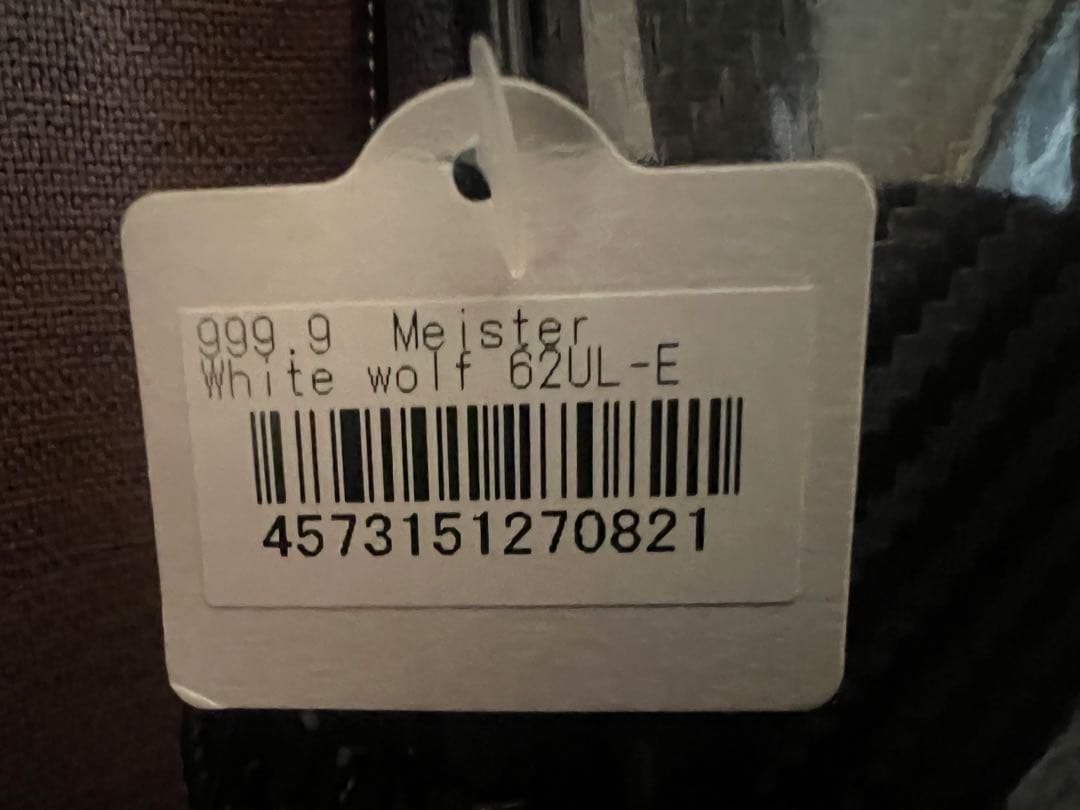 999.9 Meister
White wolf 62UL-E
4573151270821